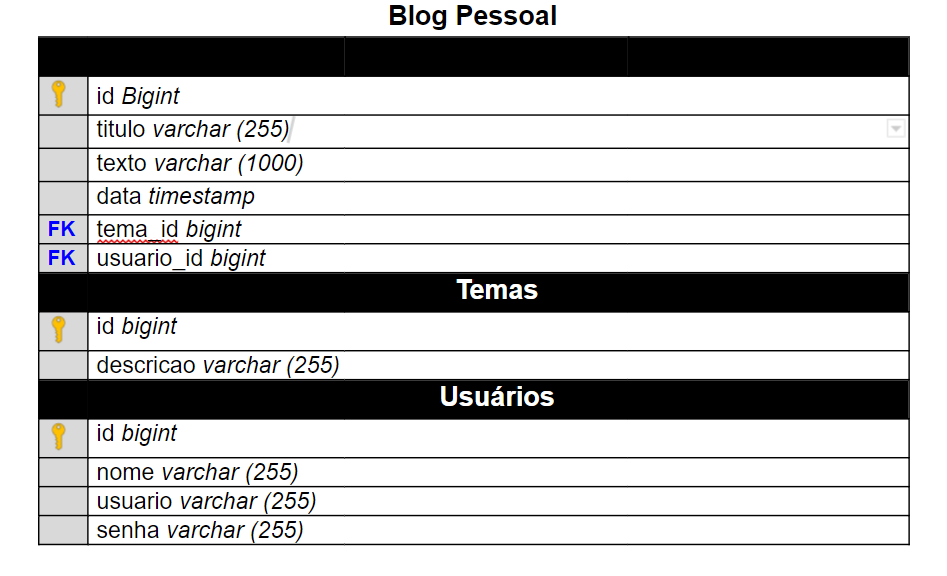 Blog Pessoal
id Bigint
titulo varchar (255)
texto varchar (1000)
data timestamp
FK tema_id bigint
FK usuario_id bigint
Temas
id bigint
descricao varchar (255)
Usuários
id bigint
nome varchar (255)
usuario varchar (255)
senha varchar (255)